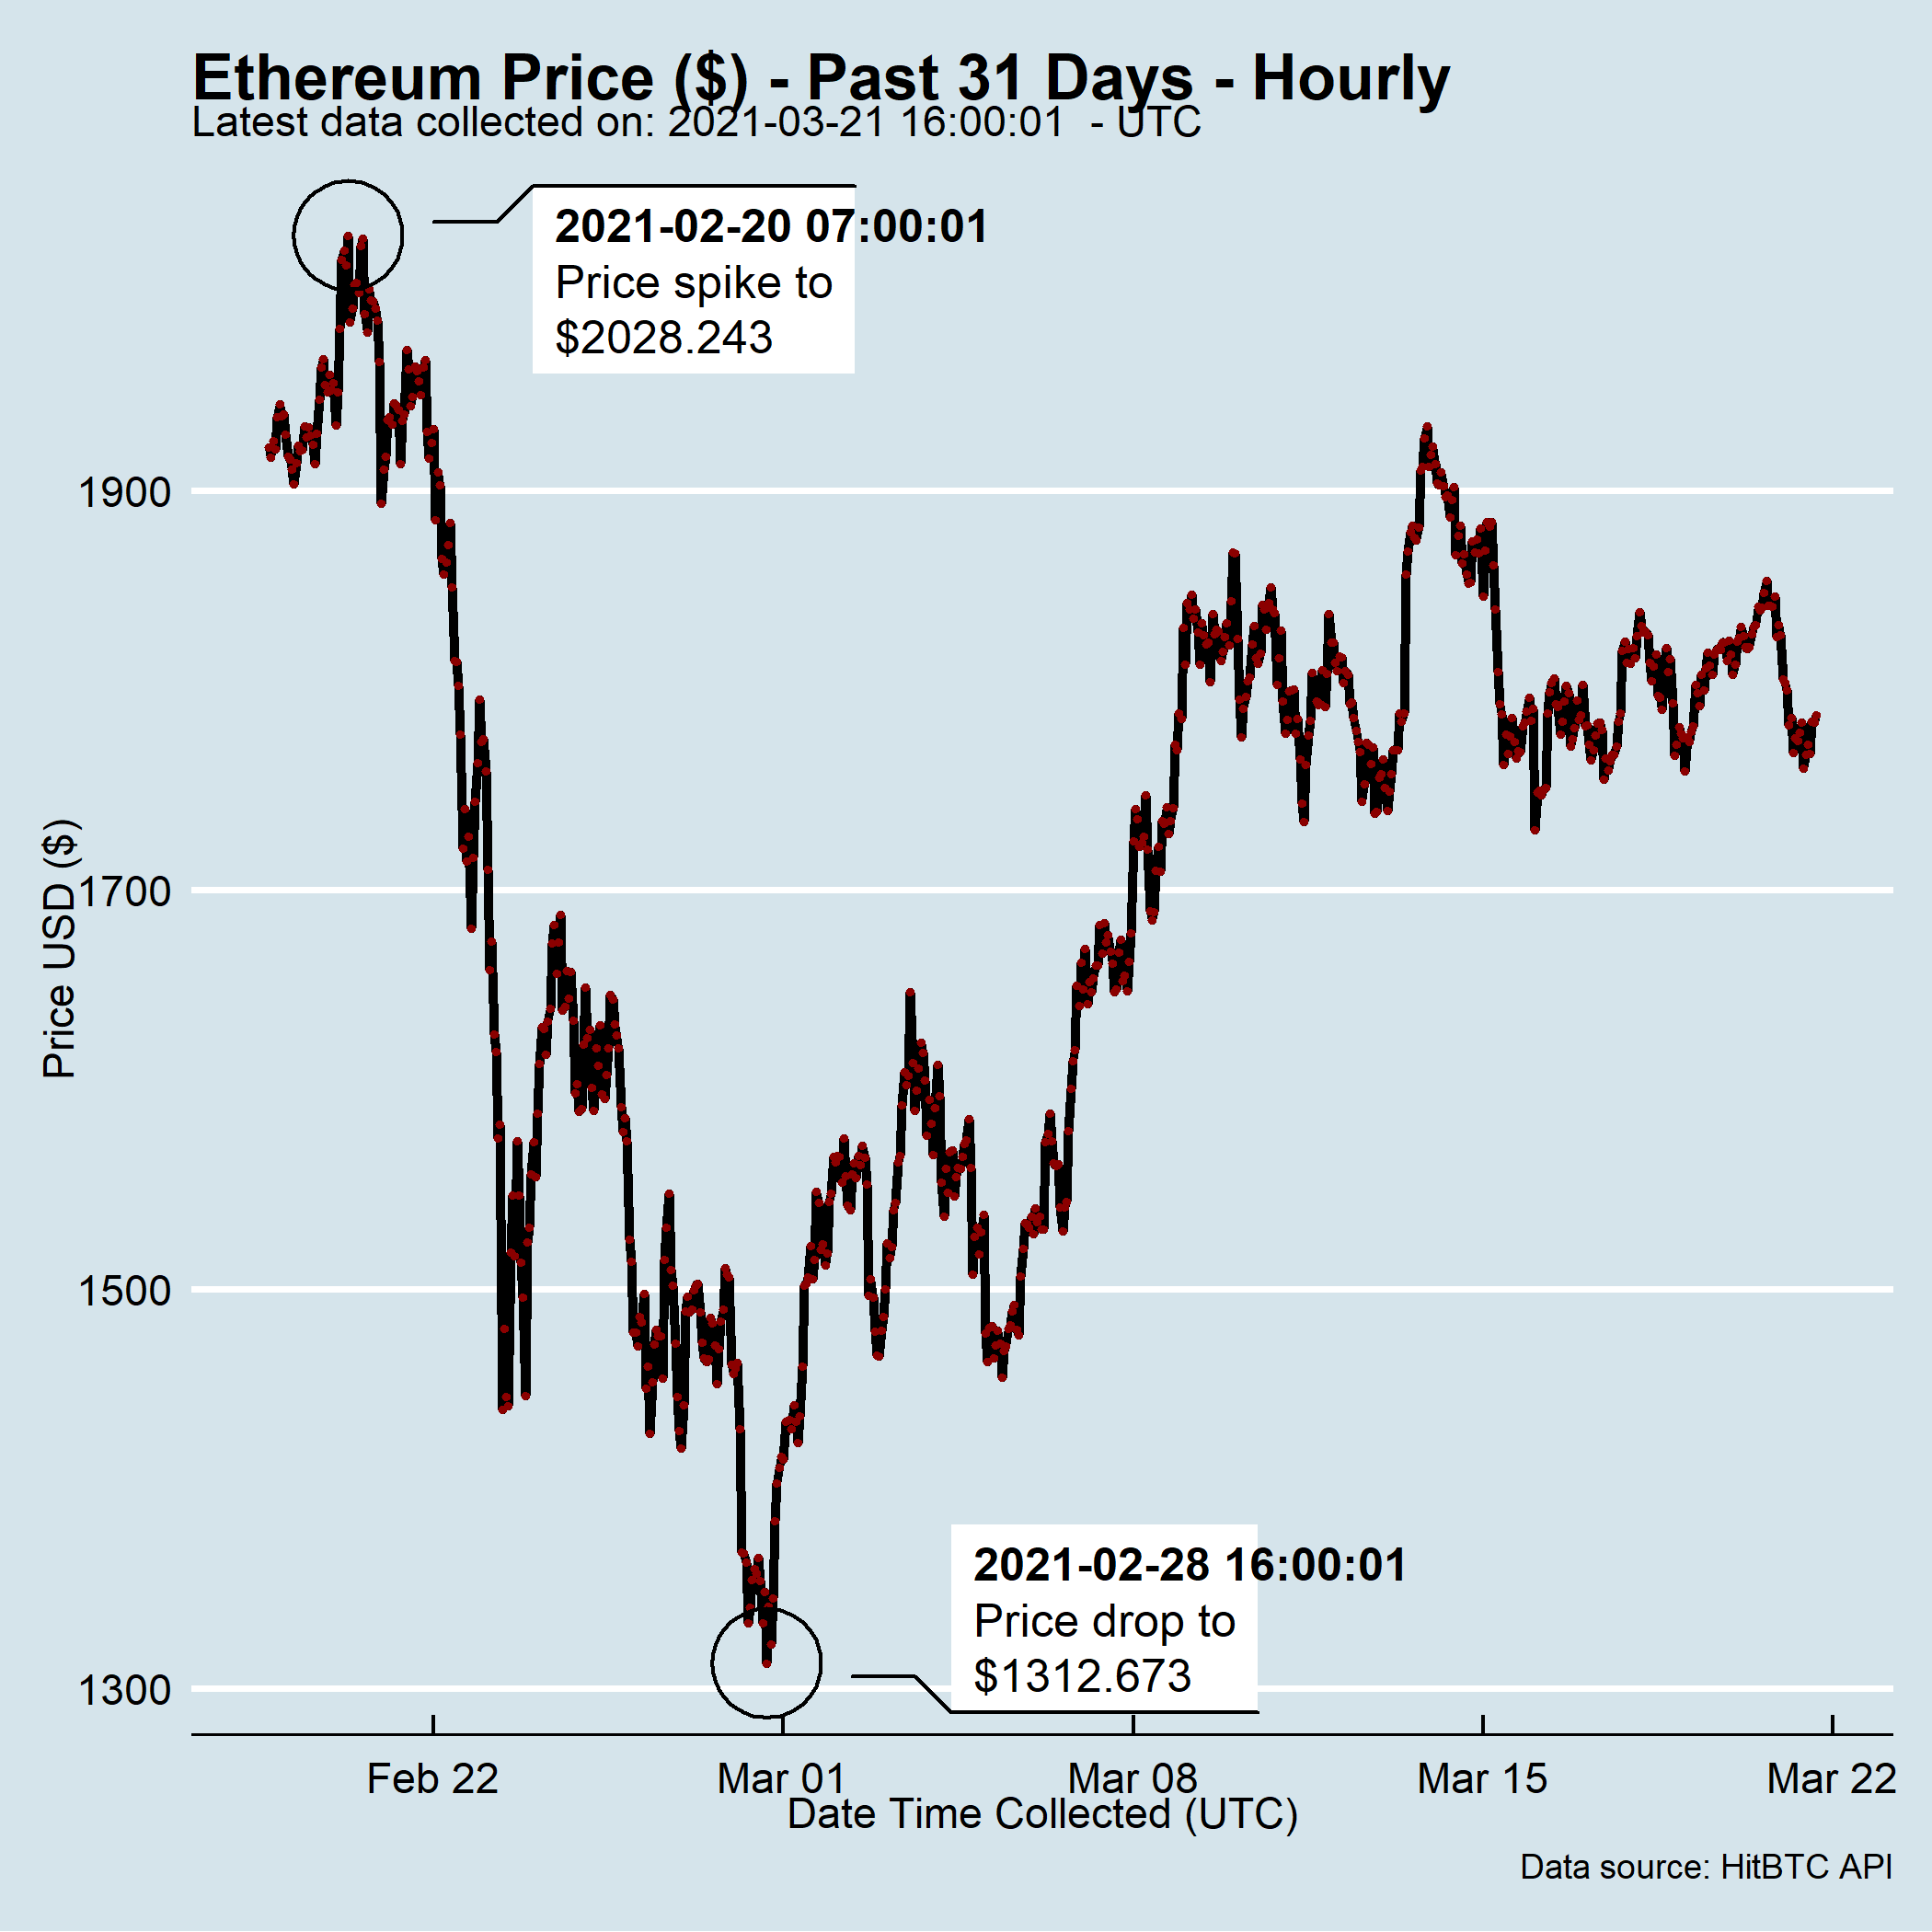 Ethereum Price ($) - Past 31 Days - Hourly
Latest data collected on: 2021-03-21 16:00:01  - UTC
2021-02-20 07:00:01
Price spike to
$2028.243
1900
1700
1500
1300
Price USD ($)
2021-02-28 16:00:01
Price drop to
$1312.673
Feb 22
Mar 01
Mar 08
Mar 15
Mar 22
Date Time Collected (UTC)
Data source: HitBTC API